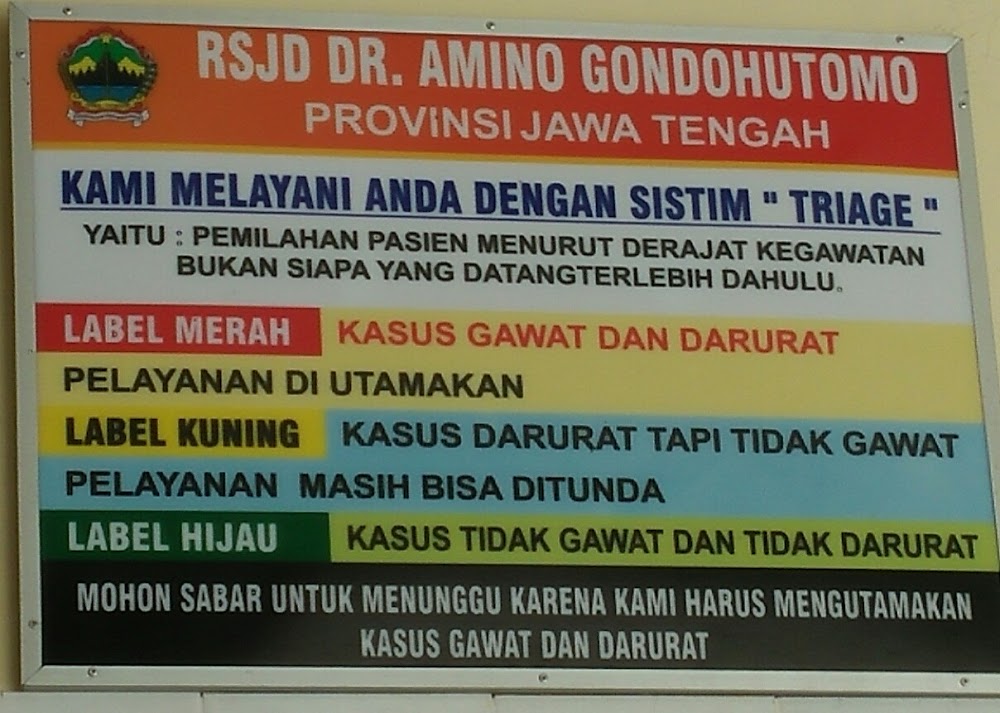 RSJD DR. AMINO GONDOHUTOMO
PROVINSI JAWA TENGAH
KAMI MELAYANI ANDA DENGAN SISTIM " TRIAGE "
YAITU : PEMILAHAN PASIEN MENURUT DERAJAT KEGAWATAN
BUKAN SIAPA YANG DATANGTERLEBIH DAHULU.
LABEL MERAH KASUS GAWAT DAN DARURAT
PELAYANAN DI UTAMAKAN
LABEL KUNING KASUS DARURAT TAPI TIDAK GAWAT
PELAYANAN MASIH BISA DITUNDA
LABEL HIJAU KASUS TIDAK GAWAT DAN TIDAK DARURAT
MOHON SABAR UNTUK MENUNGGU KARENA KAMI HARUS MENGUTAMAKAN
KASUS GAWAT DAN DARURAT